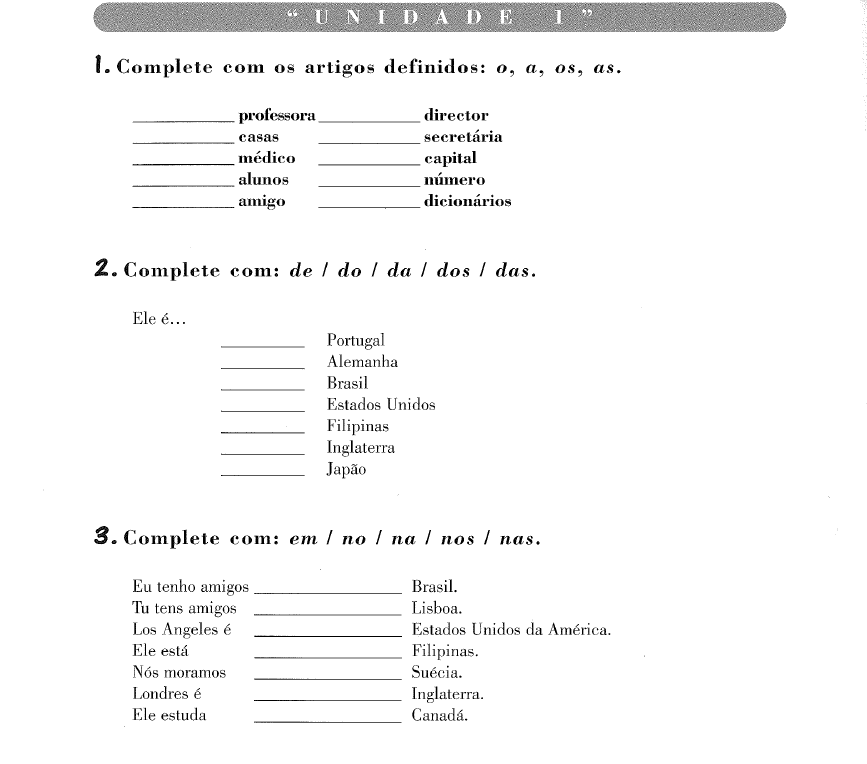 “ U N I D A D E 1 ”
1. Complete com os artigos definidos: o, a, os, as.
__________ professora __________ director
__________ casas __________ secretária
__________ médico __________ capital
__________ alunos __________ número
__________ amigo __________ dicionários
2. Complete com: de / do / da / dos / das.
Ele é...
__________ Portugal
__________ Alemanha
__________ Brasil
__________ Estados Unidos
__________ Filipinas
__________ Inglaterra
__________ Japão
3. Complete com: em / no / na / nos / nas.
Eu tenho amigos __________ Brasil.
Tu tens amigos __________ Lisboa.
Los Angeles é __________ Estados Unidos da América.
Ele está __________ Filipinas.
Nós moramos __________ Suécia.
Londres é __________ Inglaterra.
Ele estuda __________ Canadá.